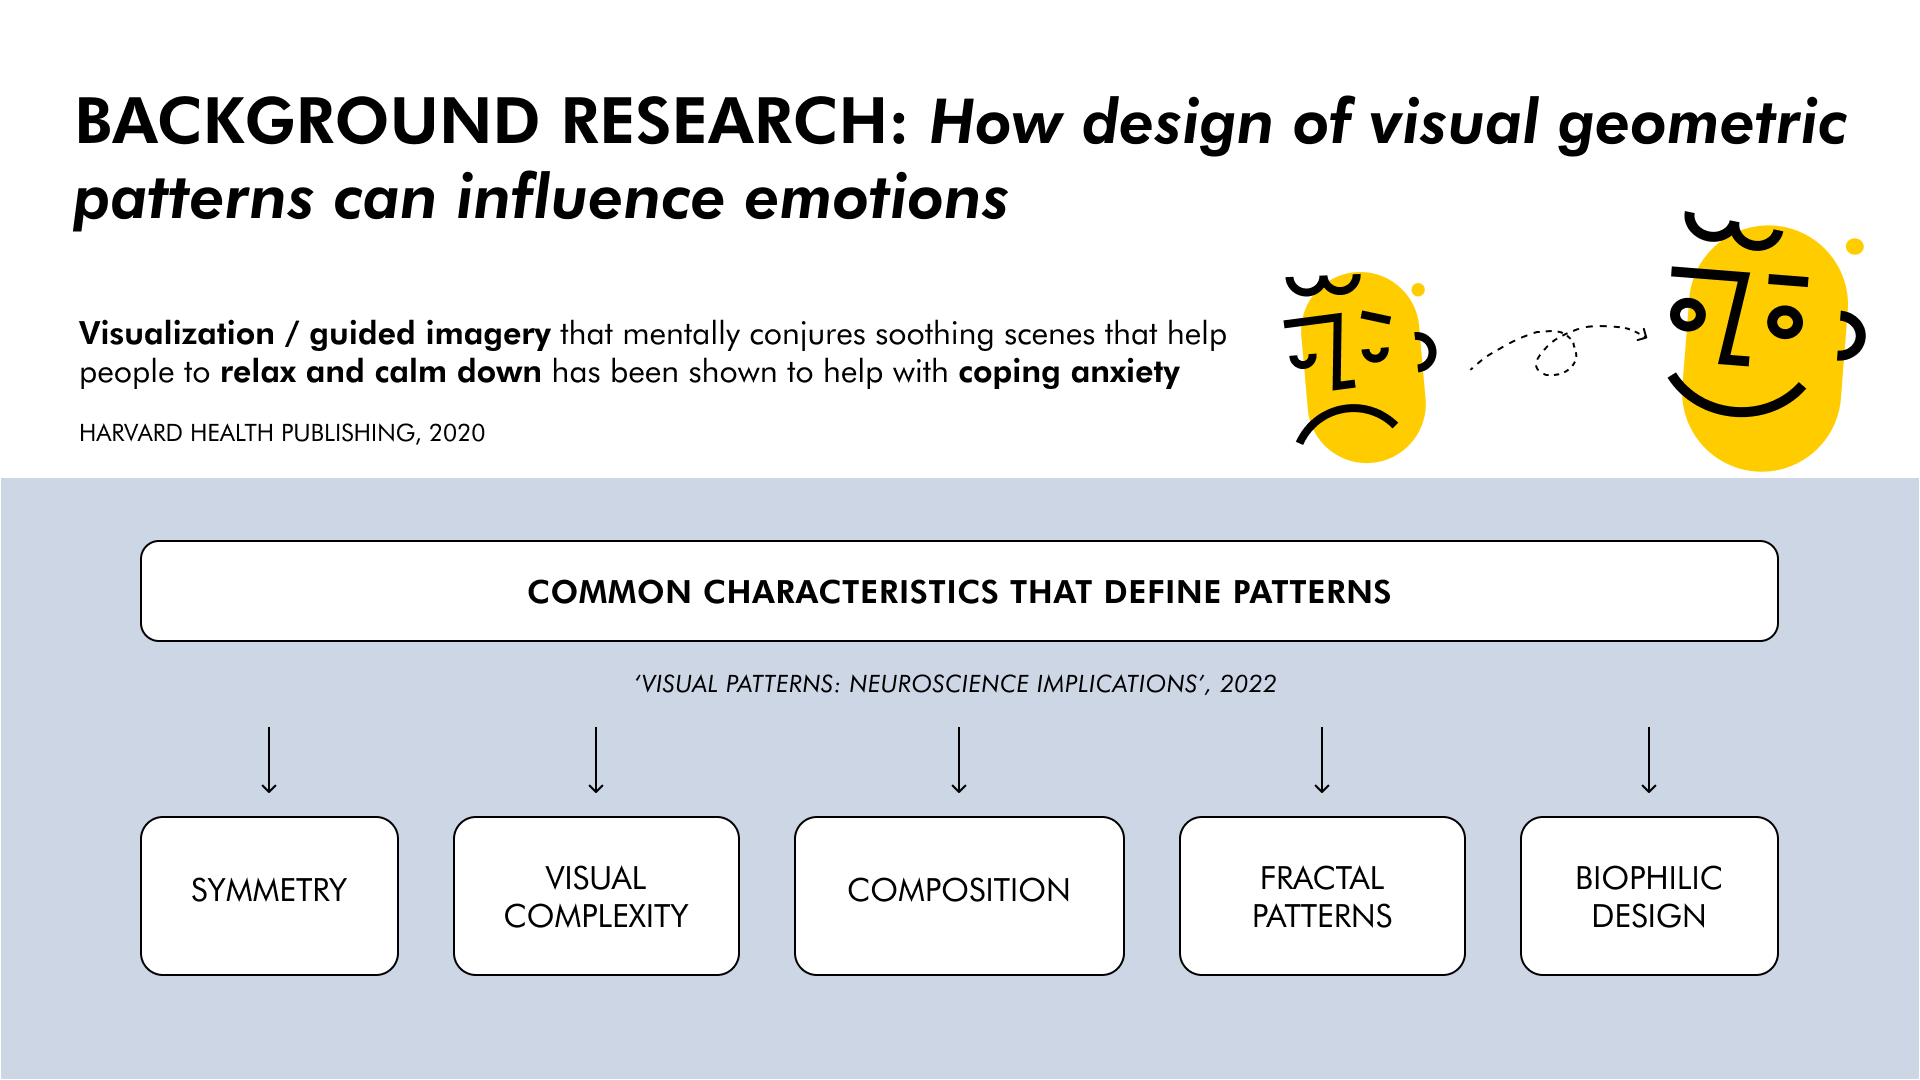 BACKGROUND RESEARCH: How design of visual geometric
patterns can influence emotions
Visualization / guided imagery that mentally conjures soothing scenes that help
people to relax and calm down has been shown to help with coping anxiety
HARVARD HEALTH PUBLISHING, 2020
COMMON CHARACTERISTICS THAT DEFINE PATTERNS
‘VISUAL PATTERNS: NEUROSCIENCE IMPLICATIONS’, 2022
SYMMETRY
VISUAL
COMPLEXITY
COMPOSITION
FRACTAL
PATTERNS
BIOPHILIC
DESIGN